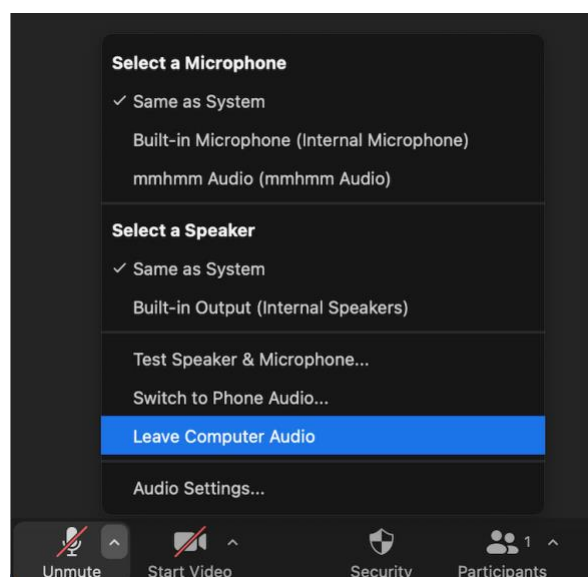 Select a Microphone
✓ Same as System
Built-in Microphone (Internal Microphone)
mmhmm Audio (mmhmm Audio)
Select a Speaker
✓ Same as System
Built-in Output (Internal Speakers)
Test Speaker & Microphone...
Switch to Phone Audio...
Leave Computer Audio
Audio Settings...
1
Unmute Start Video Security Participants